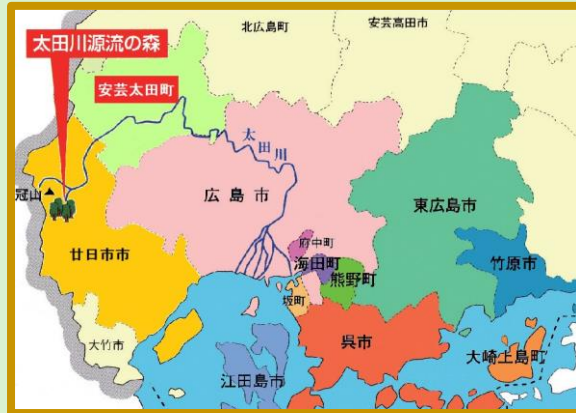 北広島町
安芸高田市
太田川源流の森
安芸太田町
太田川
冠山
広島市
東広島市
府中町
海田町
熊野町
竹原市
廿日市市
坂町
大竹市
呉市
大崎上島町
江田島市